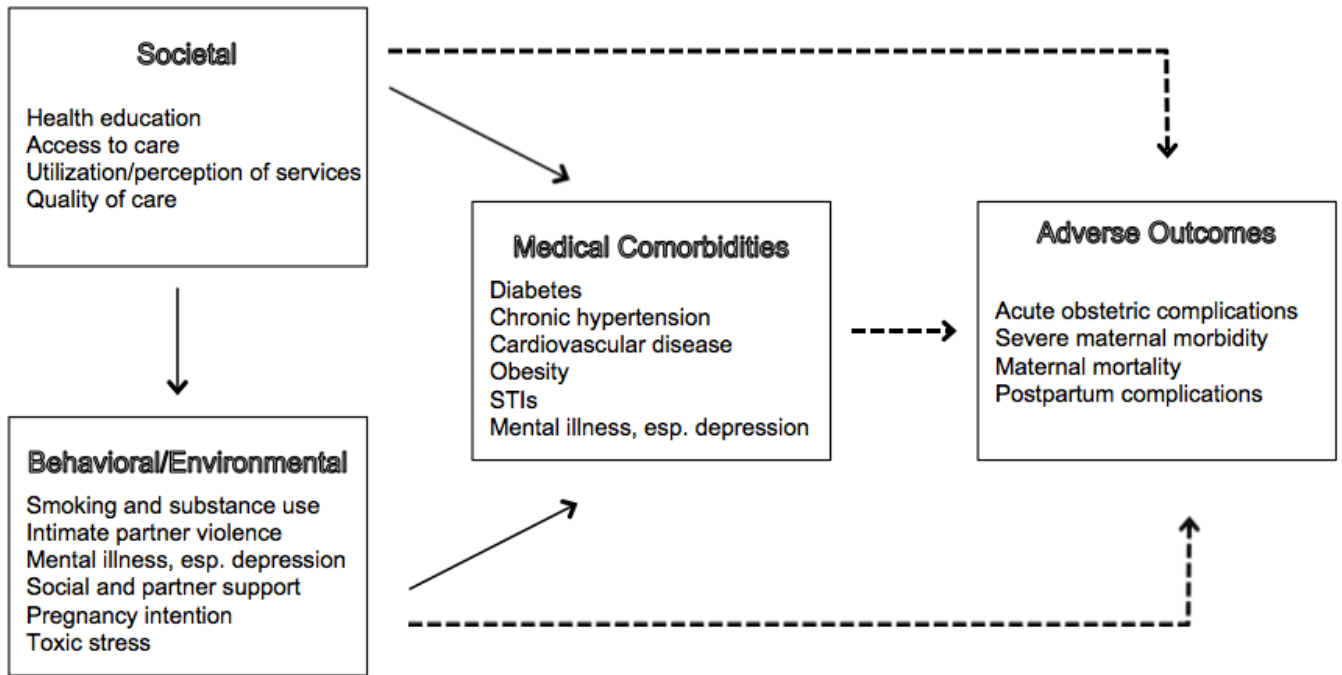 Societal
Health education
Access to care
Utilization/perception of services
Quality of care
Behavioral/Environmental
Smoking and substance use
Intimate partner violence
Mental illness, esp. depression
Social and partner support
Pregnancy intention
Toxic stress
Medical Comorbidities
Diabetes
Chronic hypertension
Cardiovascular disease
Obesity
STIs
Mental illness, esp. depression
Adverse Outcomes
Acute obstetric complications
Severe maternal morbidity
Maternal mortality
Postpartum complications